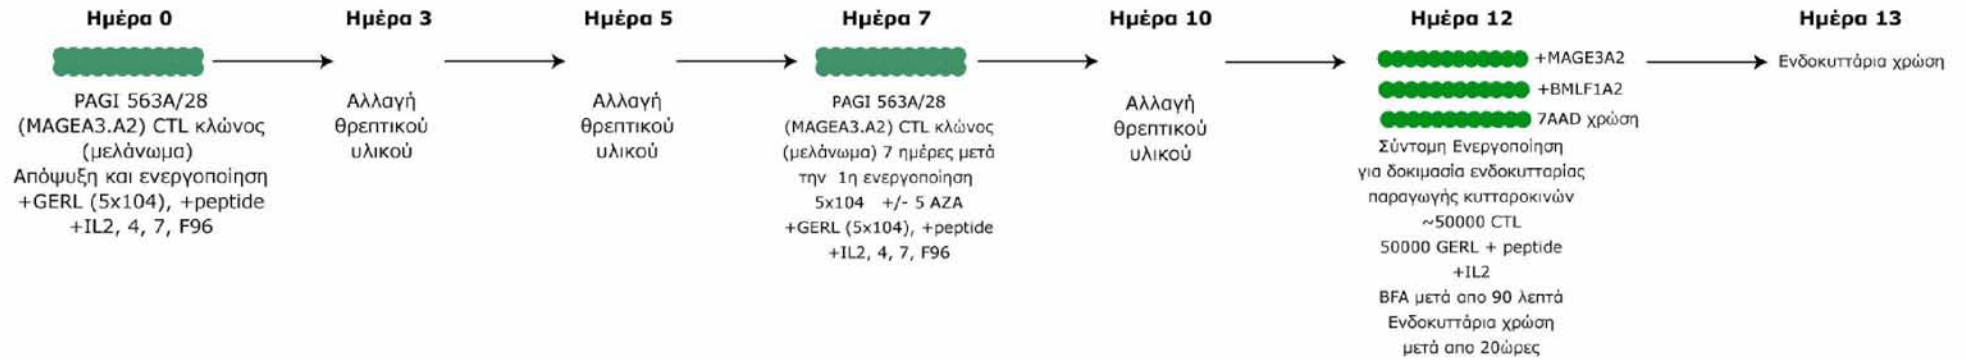 Ημέρα 0
PAGI 563A/28
(MAGEA3.A2) CTL κλώνος
(μελάνωμα)
Απόψυξη και ενεργοποίηση
+GERL (5x104), +peptide
+IL2, 4, 7, F96
Ημέρα 3
Αλλαγή
θρεπτικού
υλικού
Ημέρα 5
Αλλαγή
θρεπτικού
υλικού
Ημέρα 7
PAGI 563A/28
(MAGEA3.A2) CTL κλώνος
(μελάνωμα) 7 ημέρες μετά
την 1η ενεργοποίηση
5x104 +/- 5 AZA
+GERL (5x104), +peptide
+IL2, 4, 7, F96
Ημέρα 10
Αλλαγή
θρεπτικού
υλικού
Ημέρα 12
+MAGE3A2
+BMLF1A2
7AAD χρώση
Σύντομη Ενεργοποίηση
για δοκιμασία ενδοκυτταρίας
παραγωγής κυτταροκινών
~50000 CTL
50000 GERL + peptide
+IL2
BFA μετά απο 90 λεπτά
Ενδοκυττάρια χρώση
μετά απο 20ώρες
Ημέρα 13
Ενδοκυττάρια χρώση